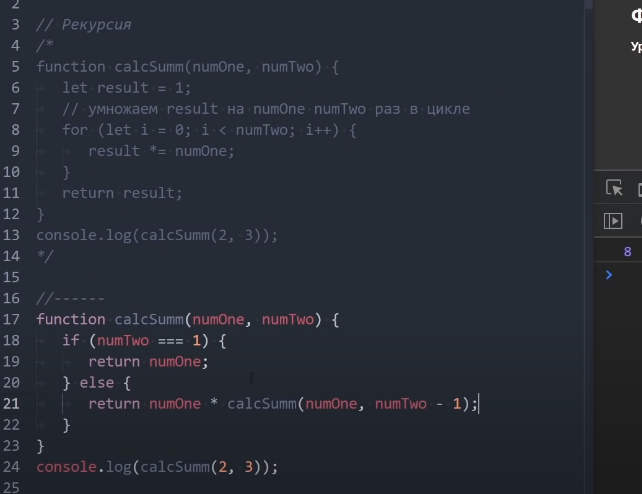 2
3 // Рекурсия
4 /*
5 function calcSumm(numOne, numTwo) {
6 let result = 1;
7 // умножаем result на numOne numTwo раз в цикле
8 for (let i = 0; i < numTwo; i++) {
9 result *= numOne;
10 }
11 return result;
12 }
13 console.log(calcSumm(2, 3));
14 */
15
16 //------
17 function calcSumm(numOne, numTwo) {
18 if (numTwo === 1) {
19 return numOne;
20 } else {
21 return numOne * calcSumm(numOne, numTwo - 1);
22 }
23 }
24 console.log(calcSumm(2, 3));
25
8
>